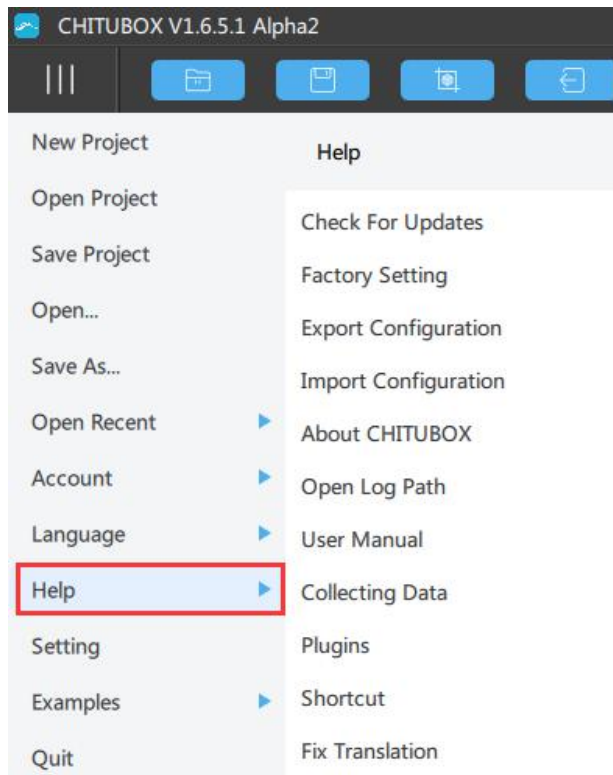 CHITUBOX V1.6.5.1 Alpha2
New Project
Open Project
Save Project
Open...
Save As...
Open Recent
Account
Language
Help
Setting
Examples
Quit
Help
Check For Updates
Factory Setting
Export Configuration
Import Configuration
About CHITUBOX
Open Log Path
User Manual
Collecting Data
Plugins
Shortcut
Fix Translation